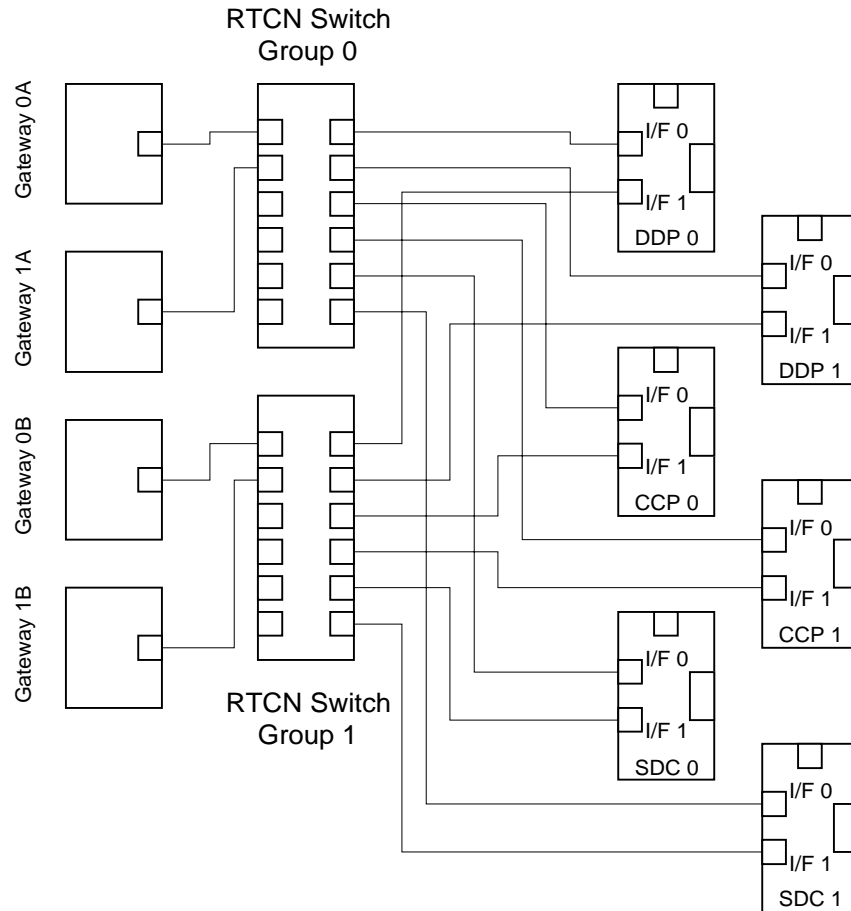 RTCN Switch
Group 0
Gateway 0A
Gateway 1A
Gateway 0B
Gateway 1B
I/F 0
I/F 1
DDP 0
I/F 0
I/F 1
DDP 1
I/F 0
I/F 1
CCP 0
I/F 0
I/F 1
CCP 1
I/F 0
I/F 1
SDC 0
I/F 0
I/F 1
SDC 1
RTCN Switch
Group 1